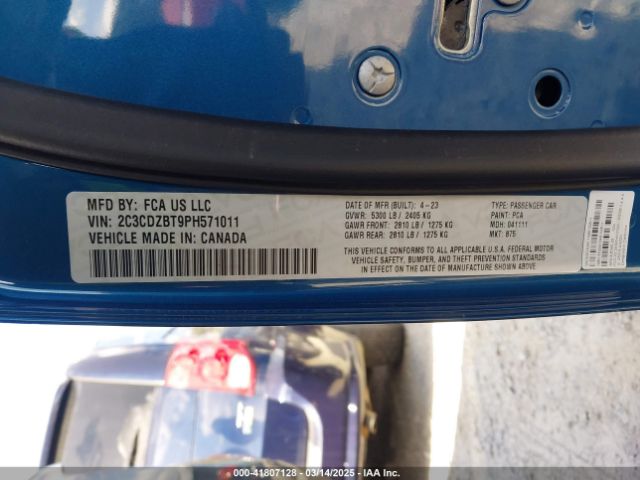 MFD BY: FCA US LLC
VIN: 2C3CDZBT9PH571011
VEHICLE MADE IN: CANADA
DATE OF MFR (BUILT): 4-23
GVWR: 5300 LB / 2405 KG
GAWR FRONT: 2810 LB / 1275 KG
GAWR REAR: 2810 LB / 1275 KG
TYPE: PASSENGER CAR
PAINT: PCA
MDH: 041111
MKT: 875
THIS VEHICLE CONFORMS TO ALL APPLICABLE U.S.A. FEDERAL MOTOR
VEHICLE SAFETY, BUMPER, AND THEFT PREVENTION STANDARDS
IN EFFECT ON THE DATE OF MANUFACTURE SHOWN ABOVE.
000-41807128 - 03/14/2025 - IAA Inc.